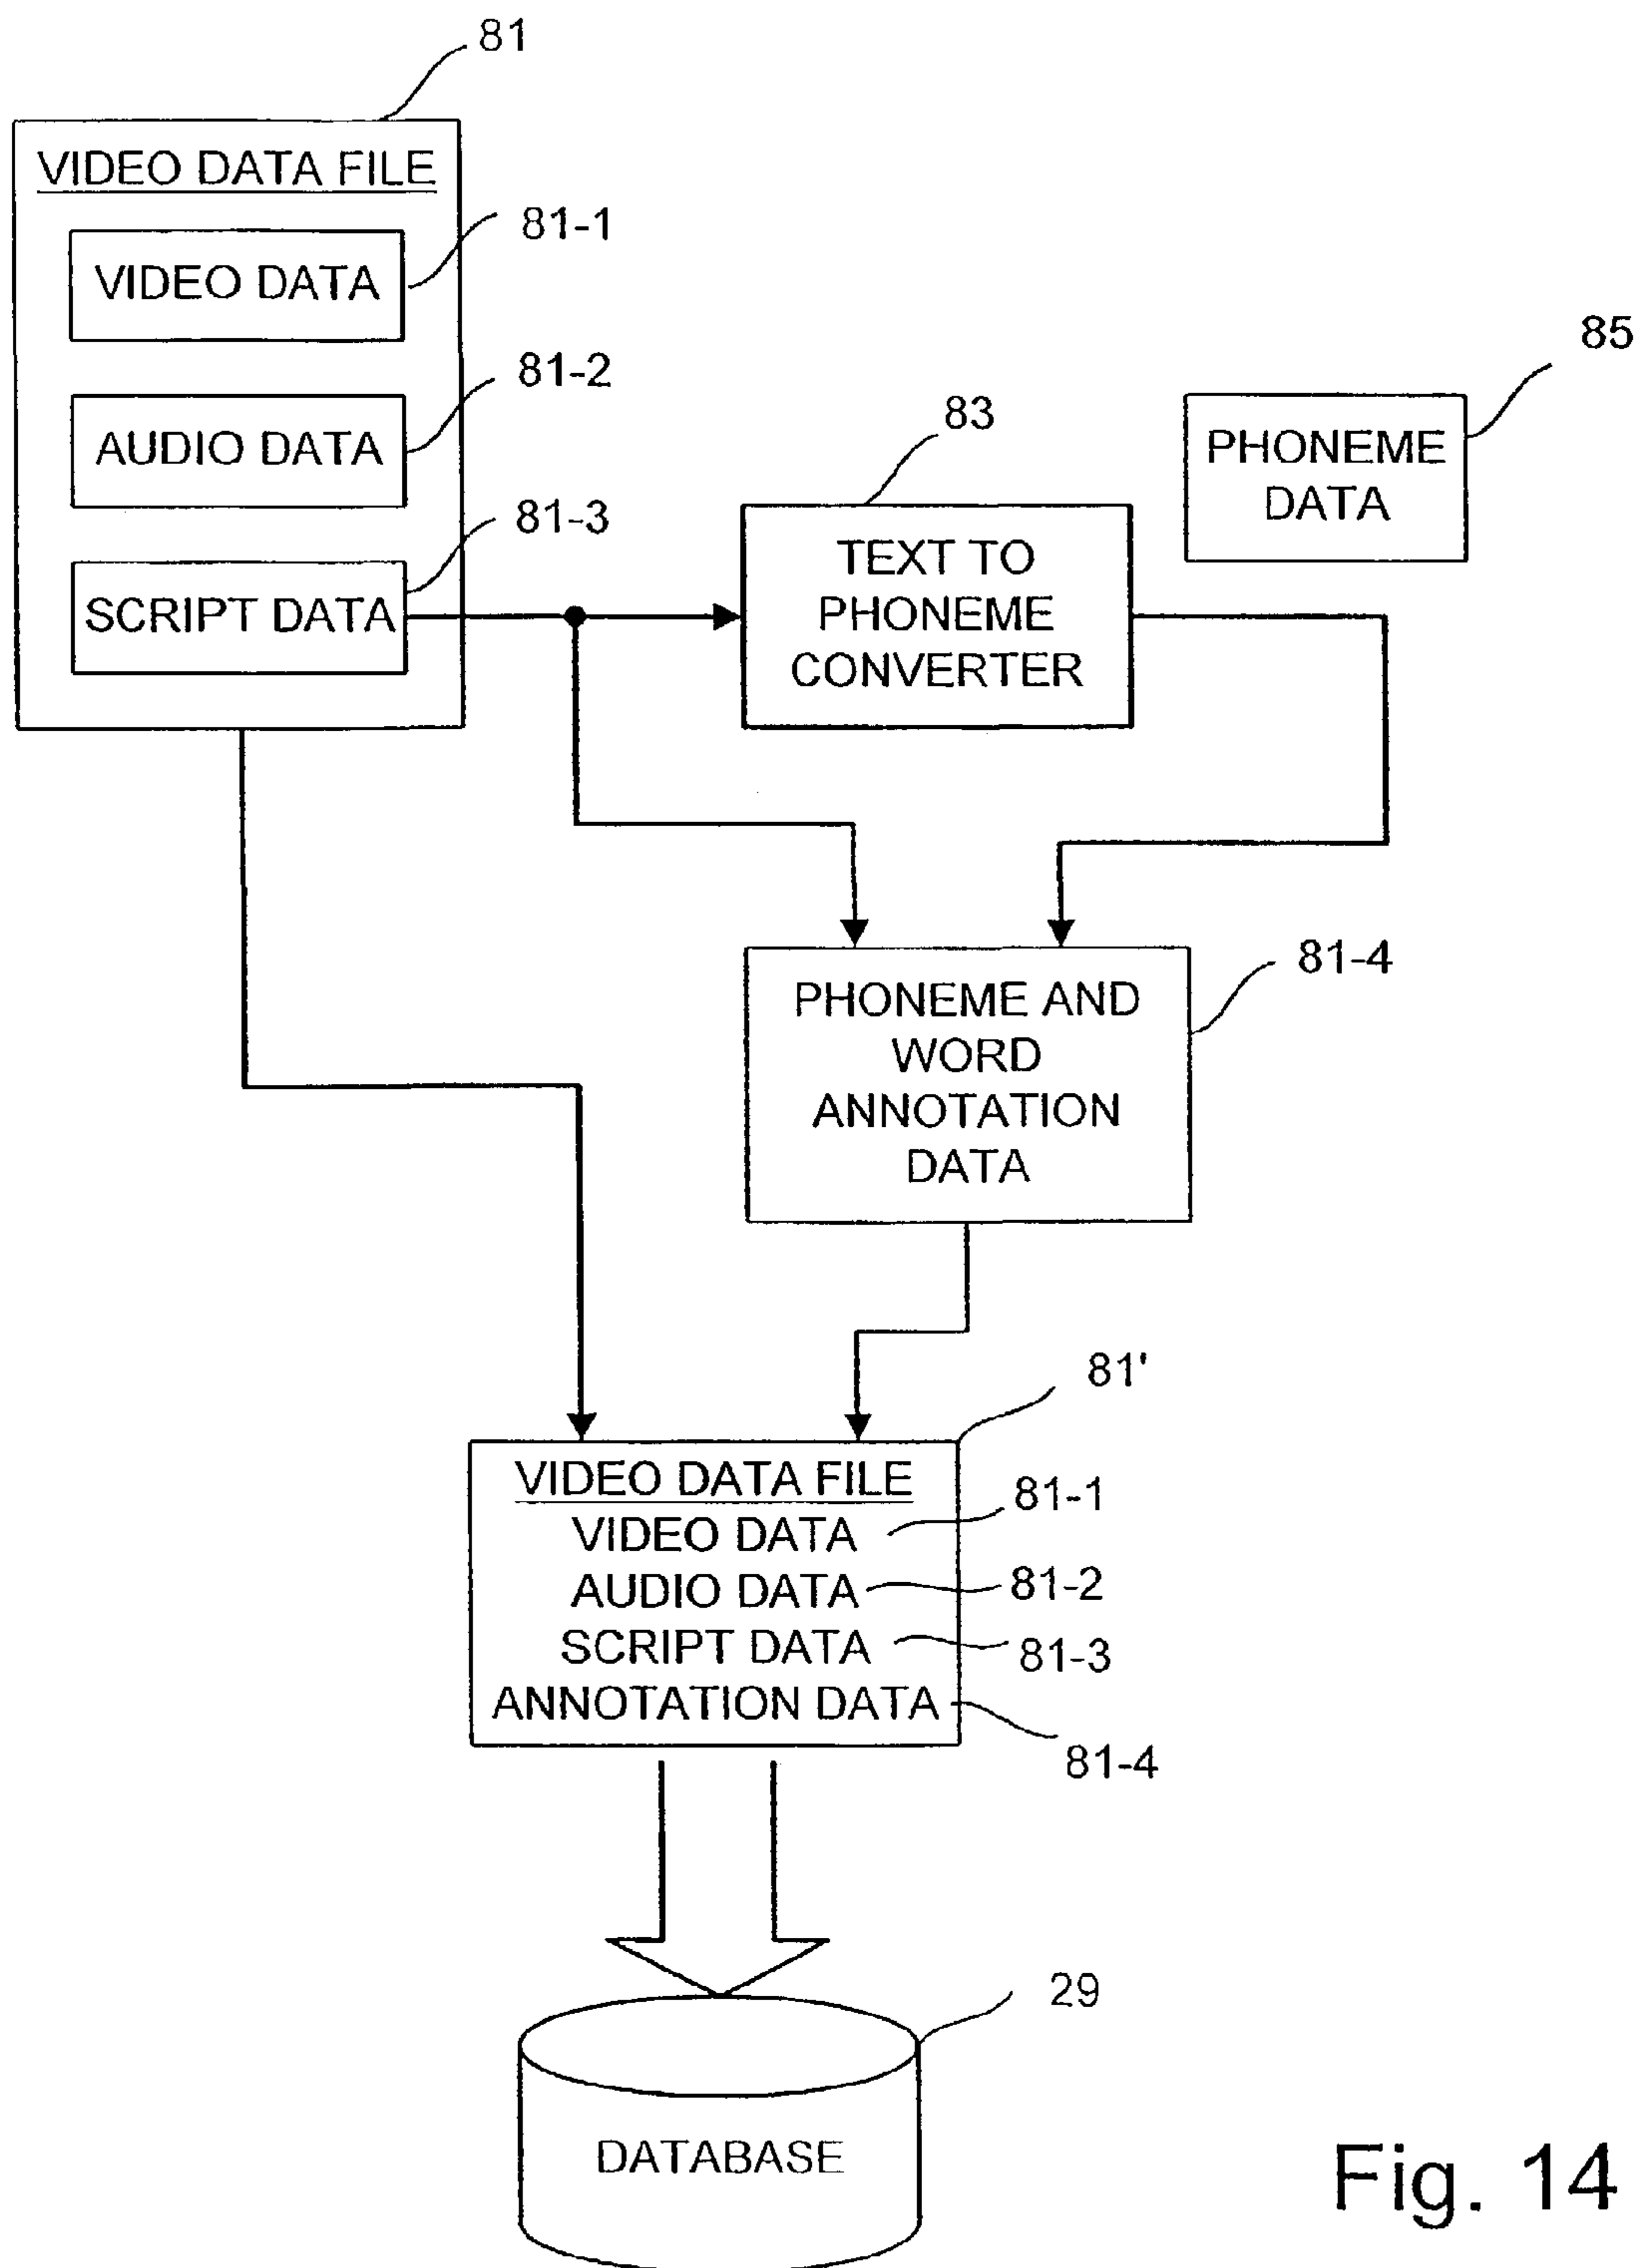 81
VIDEO DATA FILE
81-1
VIDEO DATA
85
81-2
AUDIO DATA
83
PHONEME
DATA
81-3
SCRIPT DATA
TEXT TO
PHONEME
CONVERTER
81-4
PHONEME AND
WORD
ANNOTATION
DATA
81'
VIDEO DATA FILE
VIDEO DATA
81-1
AUDIO DATA
81-2
SCRIPT DATA
81-3
ANNOTATION DATA
81-4
29
DATABASE
Fig. 14